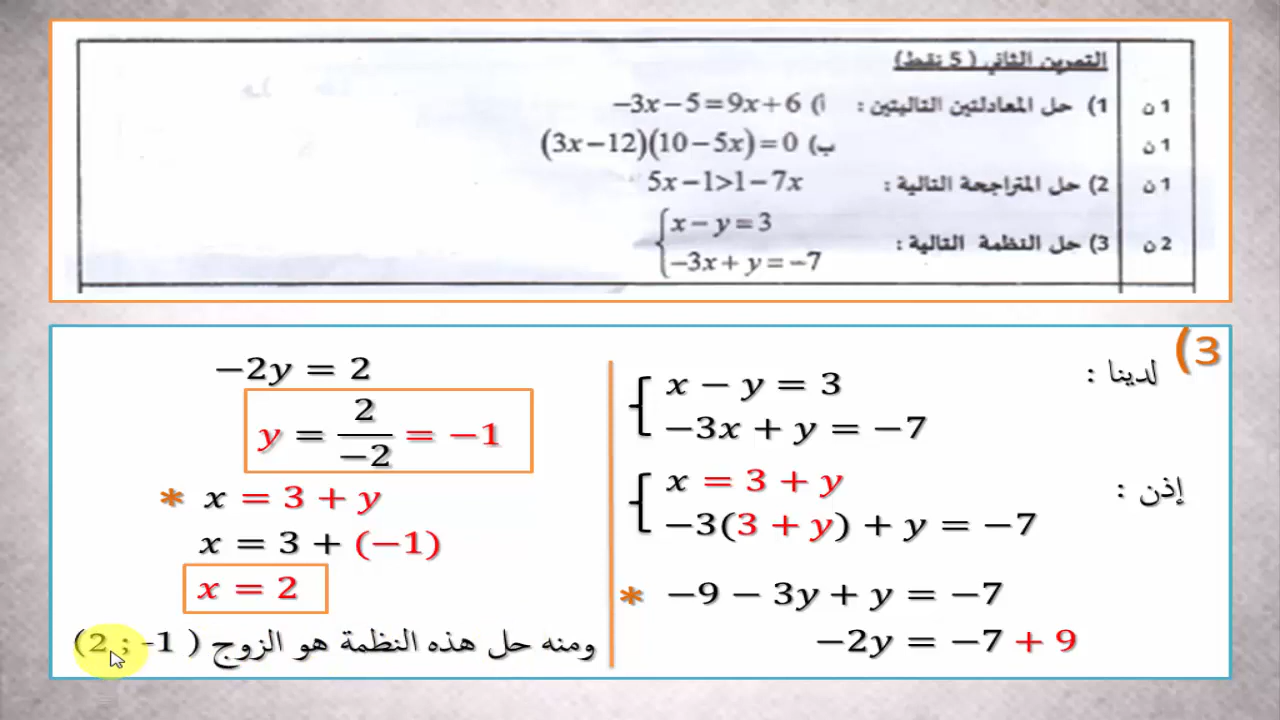 التمرين الثاني ( 5 نقط)
1 ن 1) حل المعادلتين التاليتين : أ) −3x − 5 = 9x + 6
1 ن ب) (3x − 12)(10 − 5x) = 0
1 ن 2) حل المتراجحة التالية : 5x − 1 > 1 − 7x
2 ن 3) حل النظمة التالية : { x − y = 3
−3x + y = −7
3)
لدينا :
{ x − y = 3
−3x + y = −7
إذن :
{ x = 3 + y
−3(3 + y) + y = −7
* −9 − 3y + y = −7
−2y = −7 + 9
−2y = 2
y = 2/−2 = −1
* x = 3 + y
x = 3 + (−1)
x = 2
ومنه حل هذه النظمة هو الزوج (2 ; -1 )